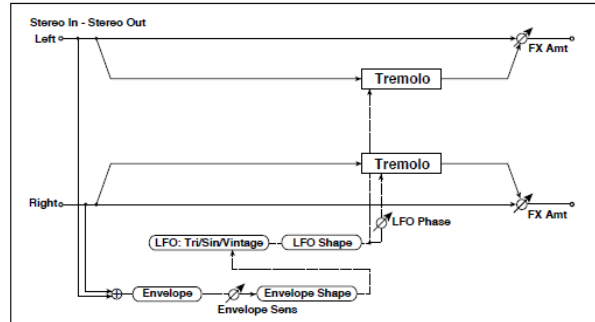 Stereo In - Stereo Out
Left
FX Amt
Tremolo
Tremolo
Right
LFO Phase
FX Amt
LFO: Tri/Sin/Vintage
LFO Shape
Envelope
Envelope Shape
Envelope Sens